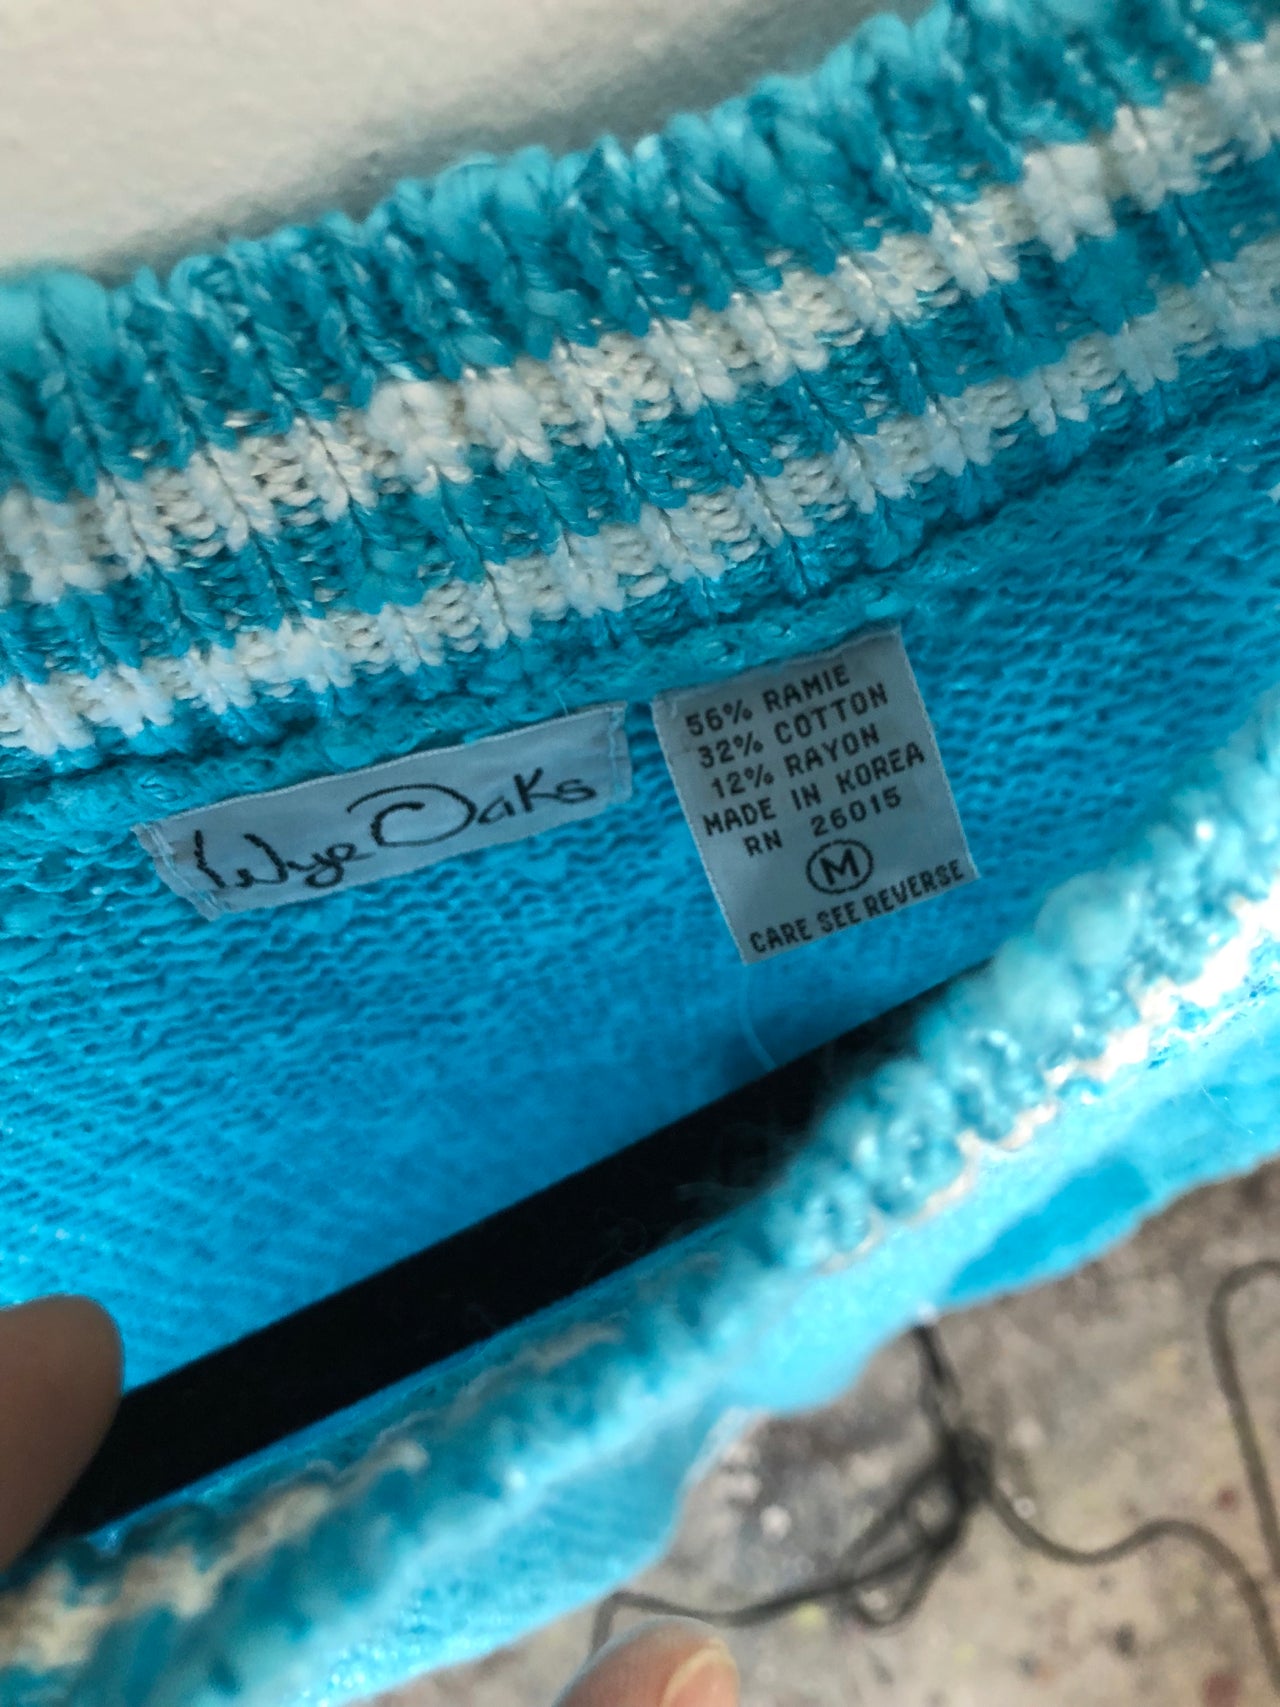 Wye Oaks
56% RAMIE
32% COTTON
12% RAYON
MADE IN KOREA
RN 26015
M
CARE SEE REVERSE